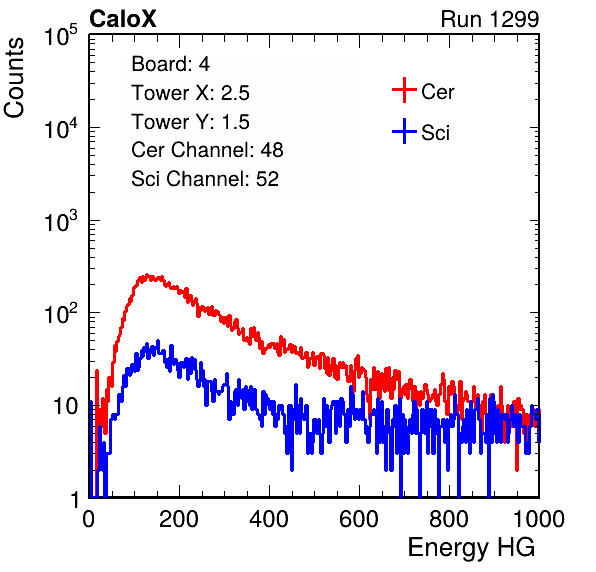 CaloX Run 1299
Counts
Board: 4
Tower X: 2.5
Tower Y: 1.5
Cer Channel: 48
Sci Channel: 52
Cer
Sci
10^5
10^4
10^3
10^2
10
1
0 200 400 600 800 1000
Energy HG